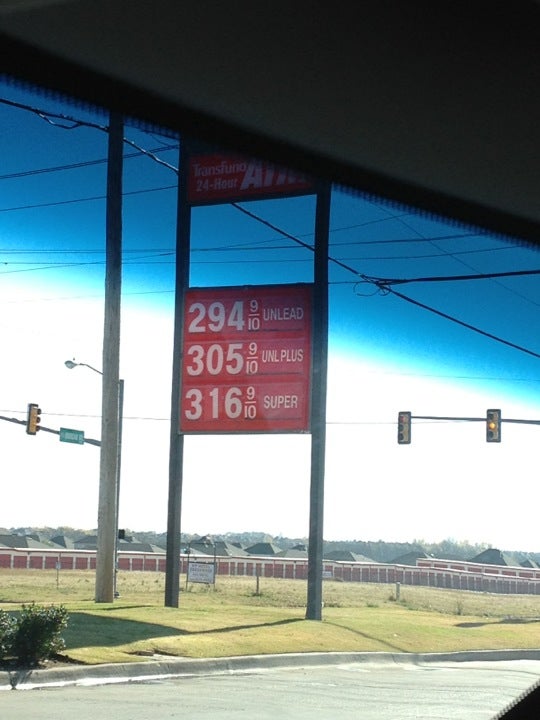 Transfund
24-Hour ATM
294 9/10 UNLEAD
305 9/10 UNL PLUS
316 9/10 SUPER